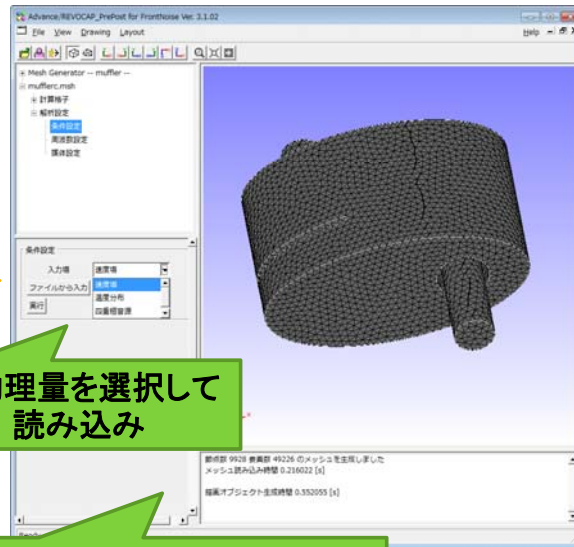 Advance/REVOCAP_PrePost for FrontNoise Ver. 3.1.02
File View Drawing Layout Help
Mesh Generator -- muffler --
mufflerc.msh
計算格子
解析設定
条件設定
周波数設定
媒体設定
条件設定
入力場 速度場
ファイルから入力 速度場
温度分布
実行 四重極音源
物理量を選択して
読み込み
節点数 9928 要素数 49226 のメッシュを生成しました
メッシュ読み込み時間 0.216022 [s]
描画オブジェクト生成時間 0.552055 [s]